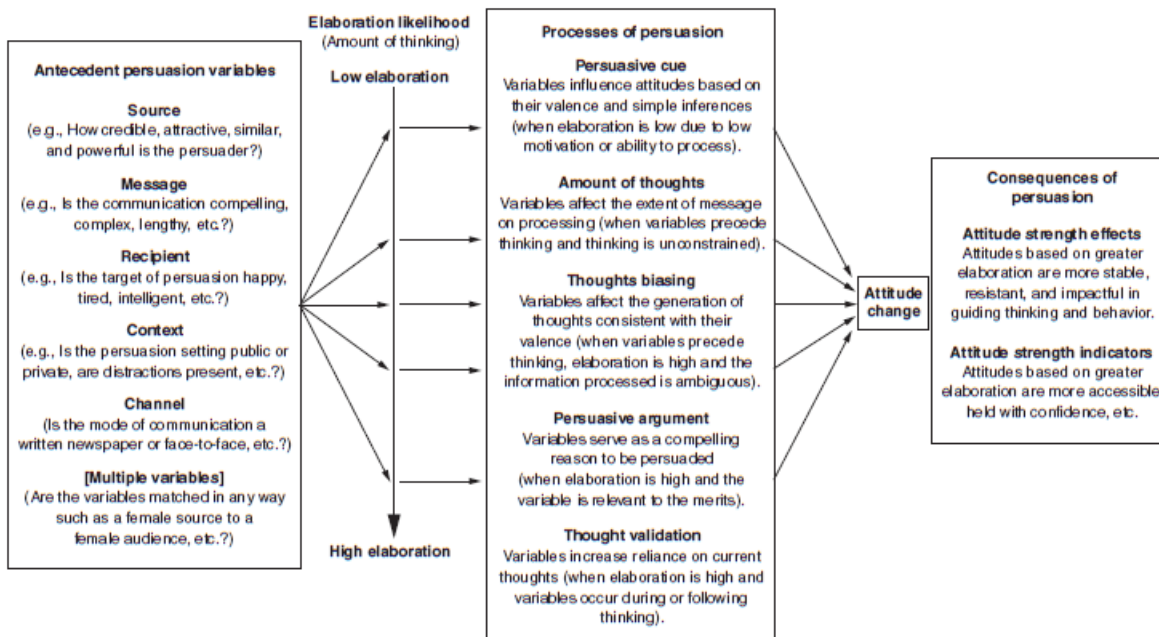 Antecedent persuasion variables
Source
(e.g., How credible, attractive, similar,
and powerful is the persuader?)
Message
(e.g., Is the communication compelling,
complex, lengthy, etc.?)
Recipient
(e.g., Is the target of persuasion happy,
tired, intelligent, etc.?)
Context
(e.g., Is the persuasion setting public or
private, are distractions present, etc.?)
Channel
(Is the mode of communication a
written newspaper or face-to-face, etc.?)
[Multiple variables]
(Are the variables matched in any way
such as a female source to a
female audience, etc.?)
Elaboration likelihood
(Amount of thinking)
Low elaboration
High elaboration
Processes of persuasion
Persuasive cue
Variables influence attitudes based on
their valence and simple inferences
(when elaboration is low due to low
motivation or ability to process).
Amount of thoughts
Variables affect the extent of message
on processing (when variables precede
thinking and thinking is unconstrained).
Thoughts biasing
Variables affect the generation of
thoughts consistent with their
valence (when variables precede
thinking, elaboration is high and the
information processed is ambiguous).
Persuasive argument
Variables serve as a compelling
reason to be persuaded
(when elaboration is high and the
variable is relevant to the merits).
Thought validation
Variables increase reliance on current
thoughts (when elaboration is high and
variables occur during or following
thinking).
Attitude
change
Consequences of
persuasion
Attitude strength effects
Attitudes based on greater
elaboration are more stable,
resistant, and impactful in
guiding thinking and behavior.
Attitude strength indicators
Attitudes based on greater
elaboration are more accessible
held with confidence, etc.